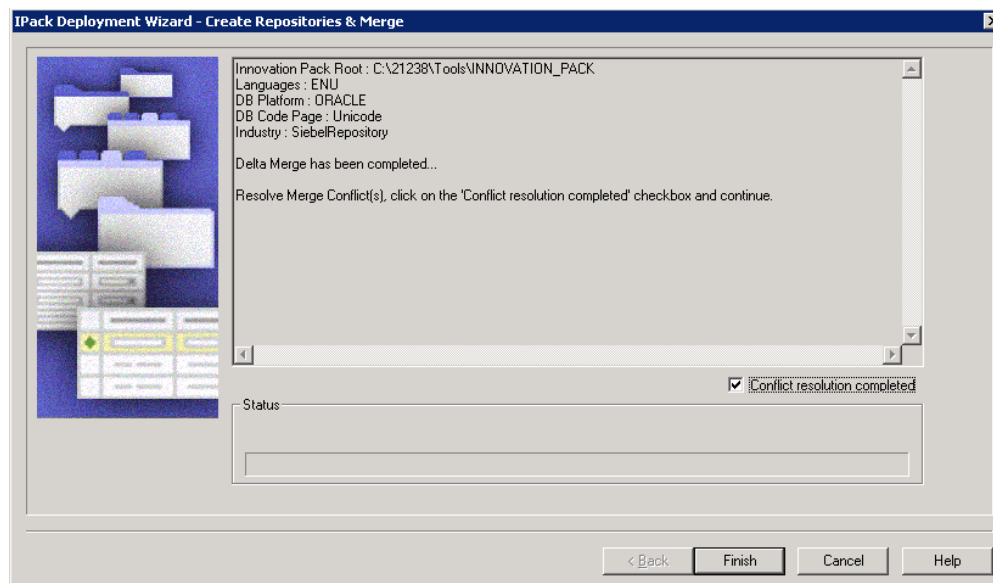 IPack Deployment Wizard - Create Repositories & Merge
Innovation Pack Root : C:\21238\Tools\INNOVATION_PACK
Languages : ENU
DB Platform : ORACLE
DB Code Page : Unicode
Industry : SiebelRepository
Delta Merge has been completed...
Resolve Merge Conflict(s), click on the 'Conflict resolution completed' checkbox and continue.
Conflict resolution completed
Status
< Back Finish Cancel Help